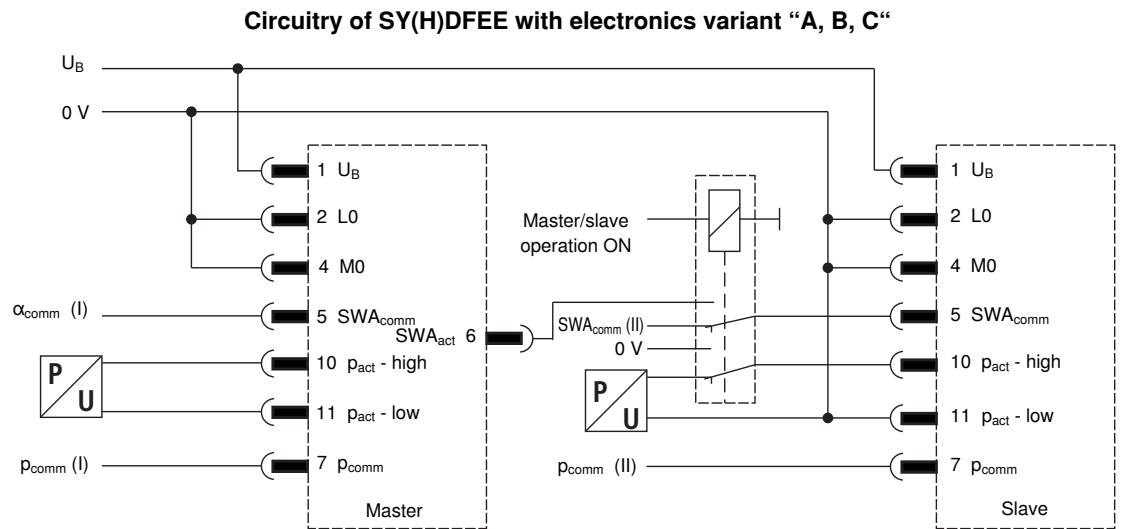 Circuitry of SY(H)DFEE with electronics variant “A, B, C“
U_B
0 V
1 U_B
2 L0
4 M0
α_comm (I)
5 SWA_comm
SWA_act 6
10 p_act - high
P
U
11 p_act - low
p_comm (I)
7 p_comm
Master
Master/slave
operation ON
SWA_comm (II)
0 V
P
U
p_comm (II)
1 U_B
2 L0
4 M0
5 SWA_comm
10 p_act - high
11 p_act - low
7 p_comm
Slave